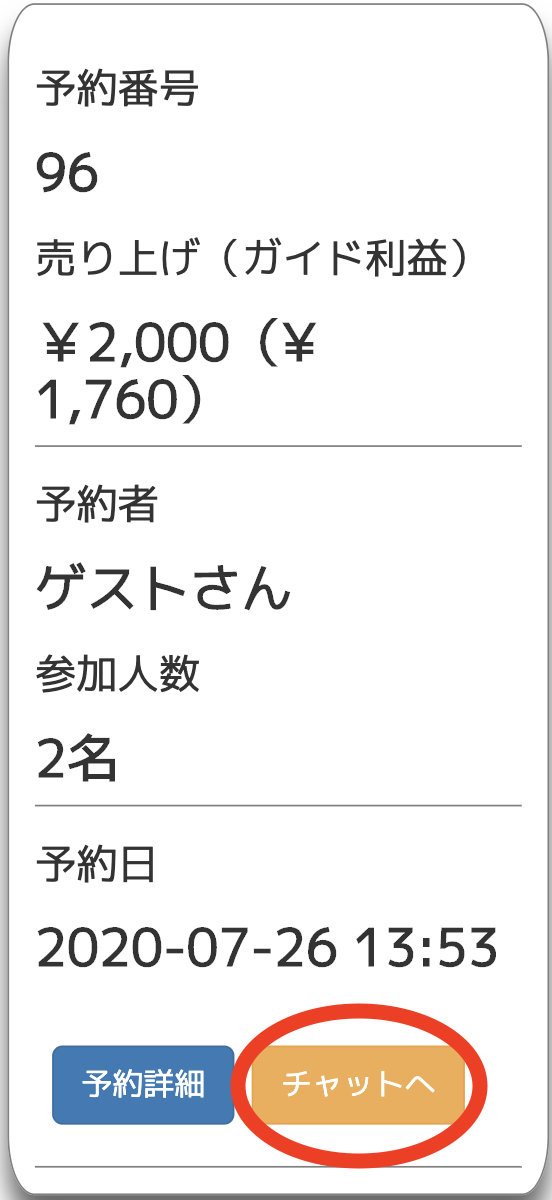 予約番号
96
売り上げ（ガイド利益）
￥2,000（¥
1,760）
予約者
ゲストさん
参加人数
2名
予約日
2020-07-26 13:53
予約詳細 チャットへ